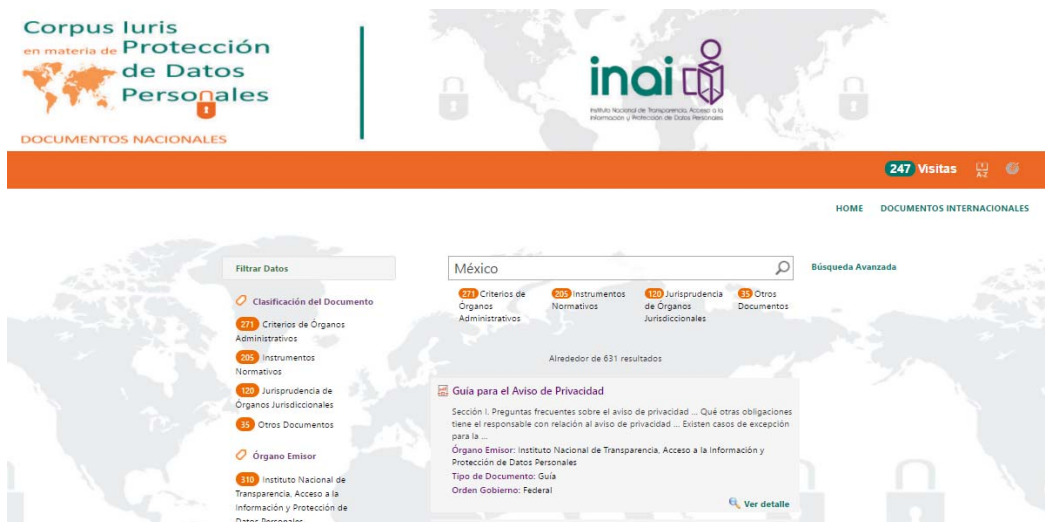 Corpus Iuris
en materia de Protección
de Datos
Personales
DOCUMENTOS NACIONALES
inai
Instituto Nacional de Transparencia, Acceso a la
Información y Protección de Datos Personales
247 Visitas
A-Z
HOME DOCUMENTOS INTERNACIONALES
Filtrar Datos
Clasificación del Documento
271 Criterios de Órganos
Administrativos
205 Instrumentos
Normativos
120 Jurisprudencia de
Órganos Jurisdiccionales
35 Otros Documentos
Órgano Emisor
310 Instituto Nacional de
Transparencia, Acceso a la
Información y Protección de
Datos Personales
México
Búsqueda Avanzada
271 Criterios de
Órganos
Administrativos
205 Instrumentos
Normativos
120 Jurisprudencia
de Órganos
Jurisdiccionales
35 Otros
Documentos
Alrededor de 631 resultados
Guía para el Aviso de Privacidad
Sección I. Preguntas frecuentes sobre el aviso de privacidad ... Qué otras obligaciones
tiene el responsable con relación al aviso de privacidad ... Existen casos de excepción
para la ...
Órgano Emisor: Instituto Nacional de Transparencia, Acceso a la Información y
Protección de Datos Personales
Tipo de Documento: Guía
Orden Gobierno: Federal
Ver detalle